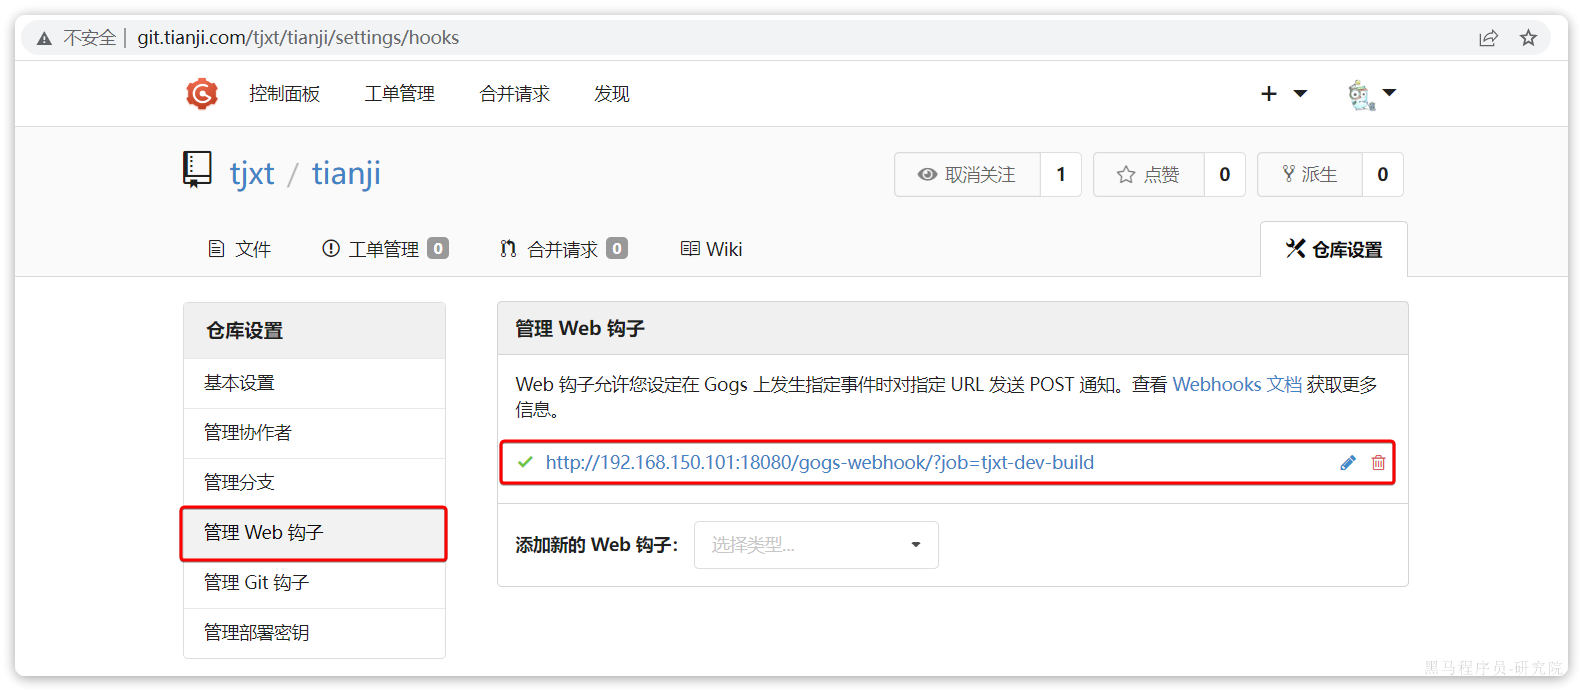 不安全 | git.tianji.com/tjxt/tianji/settings/hooks
控制面板 工单管理 合并请求 发现
tjxt / tianji
取消关注 1 点赞 0 派生 0
文件 工单管理 0 合并请求 0 Wiki 仓库设置
仓库设置
基本设置
管理协作者
管理分支
管理 Web 钩子
管理 Git 钩子
管理部署密钥
管理 Web 钩子
Web 钩子允许您设定在 Gogs 上发生指定事件时对指定 URL 发送 POST 通知。查看 Webhooks 文档 获取更多
信息。
http://192.168.150.101:18080/gogs-webhook/?job=tjxt-dev-build
添加新的 Web 钩子： 选择类型...
黑马程序员-研究院